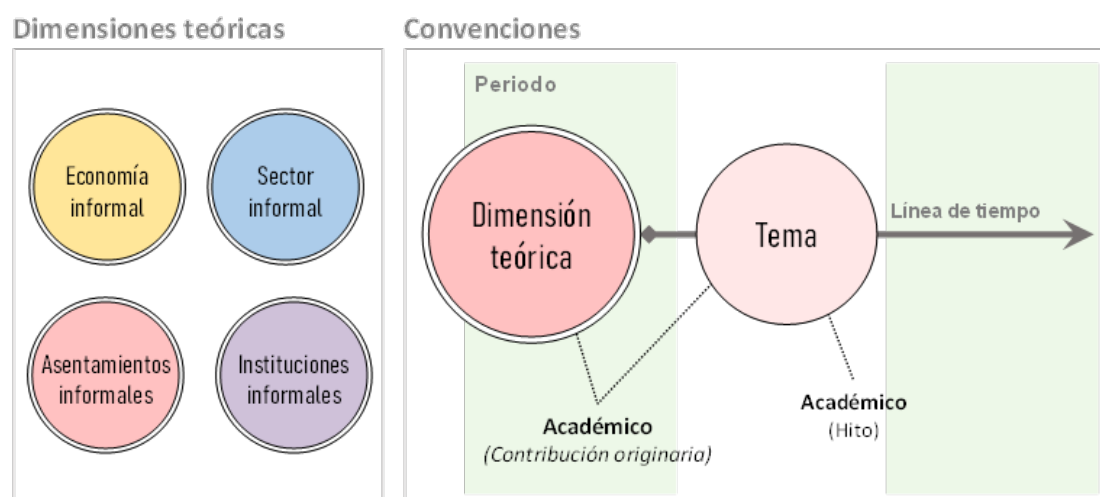 Dimensiones teóricas
Economía
informal
Sector
informal
Asentamientos
informales
Instituciones
informales
Convenciones
Periodo
Dimensión
teórica
Tema
Línea de tiempo
Académico
(Contribución originaria)
Académico
(Hito)